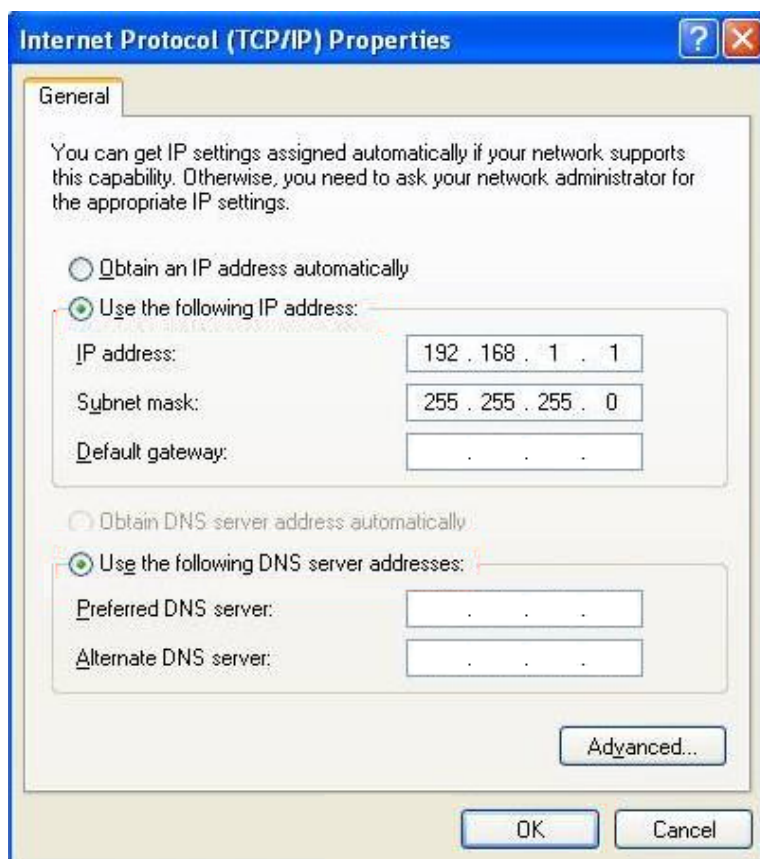 Internet Protocol (TCP/IP) Properties
?
General
You can get IP settings assigned automatically if your network supports
this capability. Otherwise, you need to ask your network administrator for
the appropriate IP settings.
Obtain an IP address automatically
Use the following IP address:
IP address: 192 . 168 . 1 . 1
Subnet mask: 255 . 255 . 255 . 0
Default gateway: . . .
Obtain DNS server address automatically
Use the following DNS server addresses:
Preferred DNS server: . . .
Alternate DNS server: . . .
Advanced...
OK Cancel